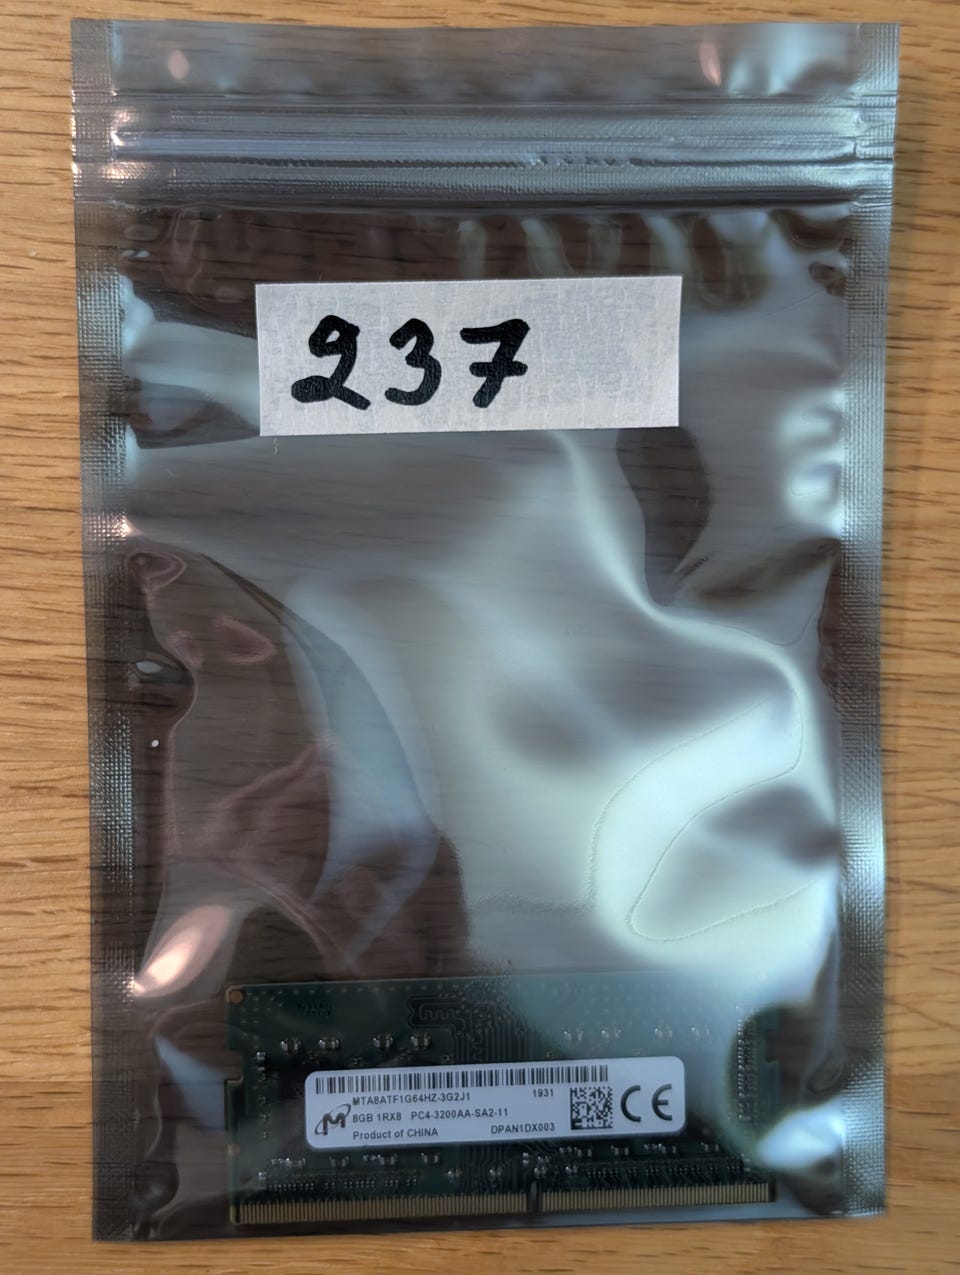 237
MTA8ATF1G64HZ-3G2J1 1931
8GB 1RX8 PC4-3200AA-SA2-11
Product of CHINA DPAN1DX003
CE